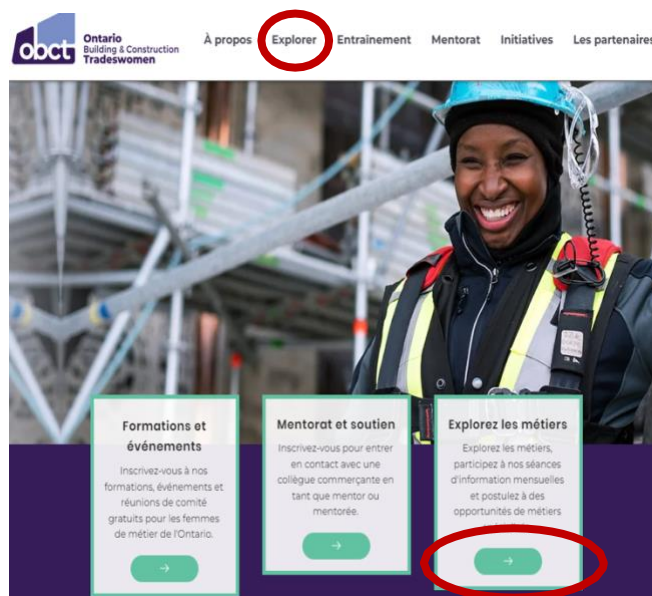 obct
Ontario
Building & Construction
Tradeswomen
À propos
Explorer
Entraînement
Mentorat
Initiatives
Les partenaires
Formations et
événements
Inscrivez-vous à nos
formations, événements et
réunions de comité
gratuits pour les femmes
de métier de l'Ontario.
→
Mentorat et soutien
Inscrivez-vous pour entrer
en contact avec une
collègue commerçante en
tant que mentor ou
mentorée.
→
Explorez les métiers
Explorez les métiers,
participez à nos séances
d'information mensuelles
et postulez à des
opportunités de métiers
→